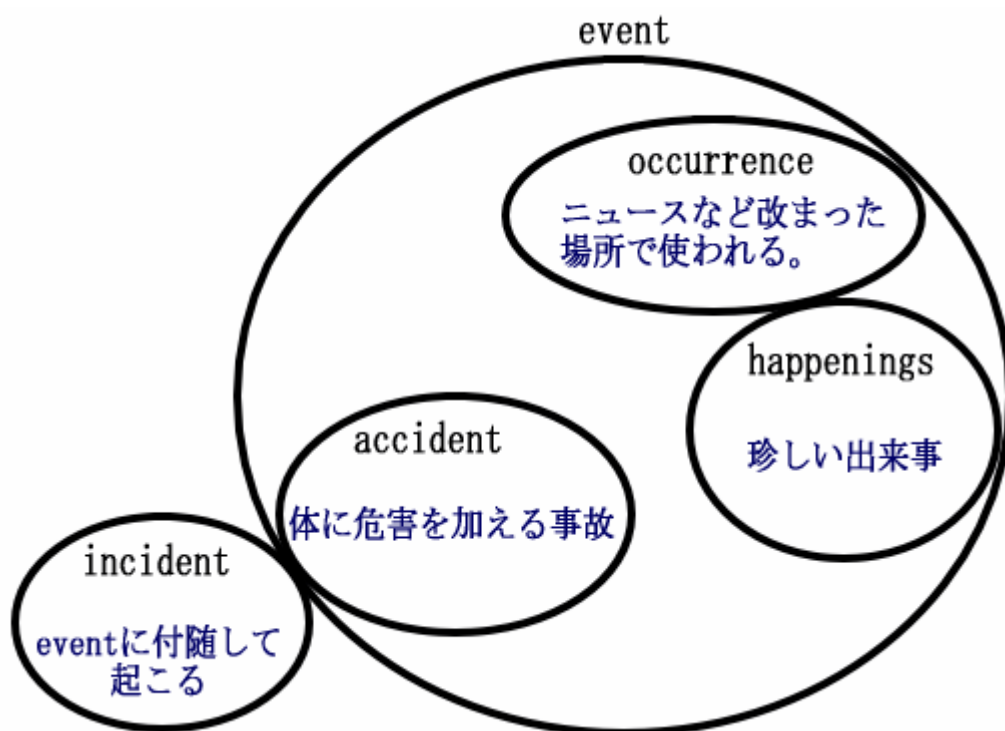 event
occurrence
ニュースなど改まった
場所で使われる。
happenings
珍しい出来事
accident
体に危害を加える事故
incident
eventに付随して
起こる